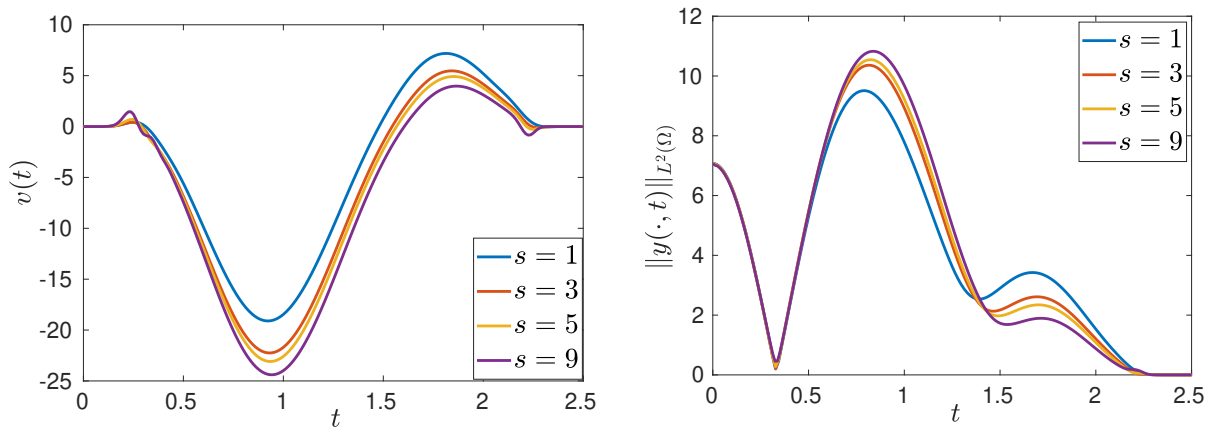 10
5
0
-5
-10
-15
-20
-25
0
0.5
1
1.5
2
2.5
v(t)
t
s = 1
s = 3
s = 5
s = 9
12
10
8
6
4
2
0
0
0.5
1
1.5
2
2.5
‖y(·, t)‖_{L²(Ω)}
t
s = 1
s = 3
s = 5
s = 9